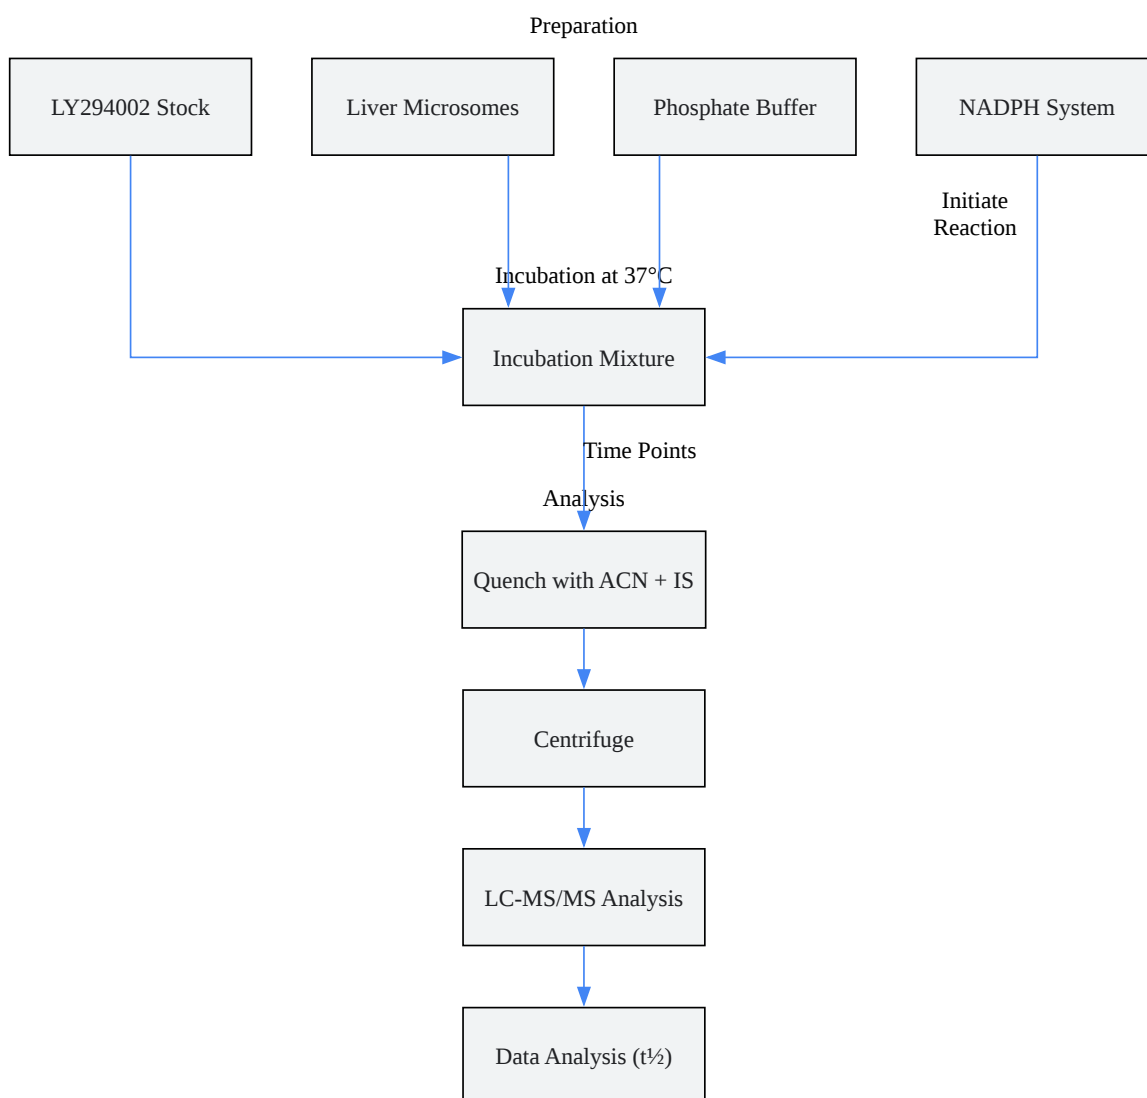 Preparation
LY294002 Stock
Liver Microsomes
Phosphate Buffer
NADPH System
Initiate
Reaction
Incubation at 37°C
Incubation Mixture
Time Points
Analysis
Quench with ACN + IS
Centrifuge
LC-MS/MS Analysis
Data Analysis (t½)